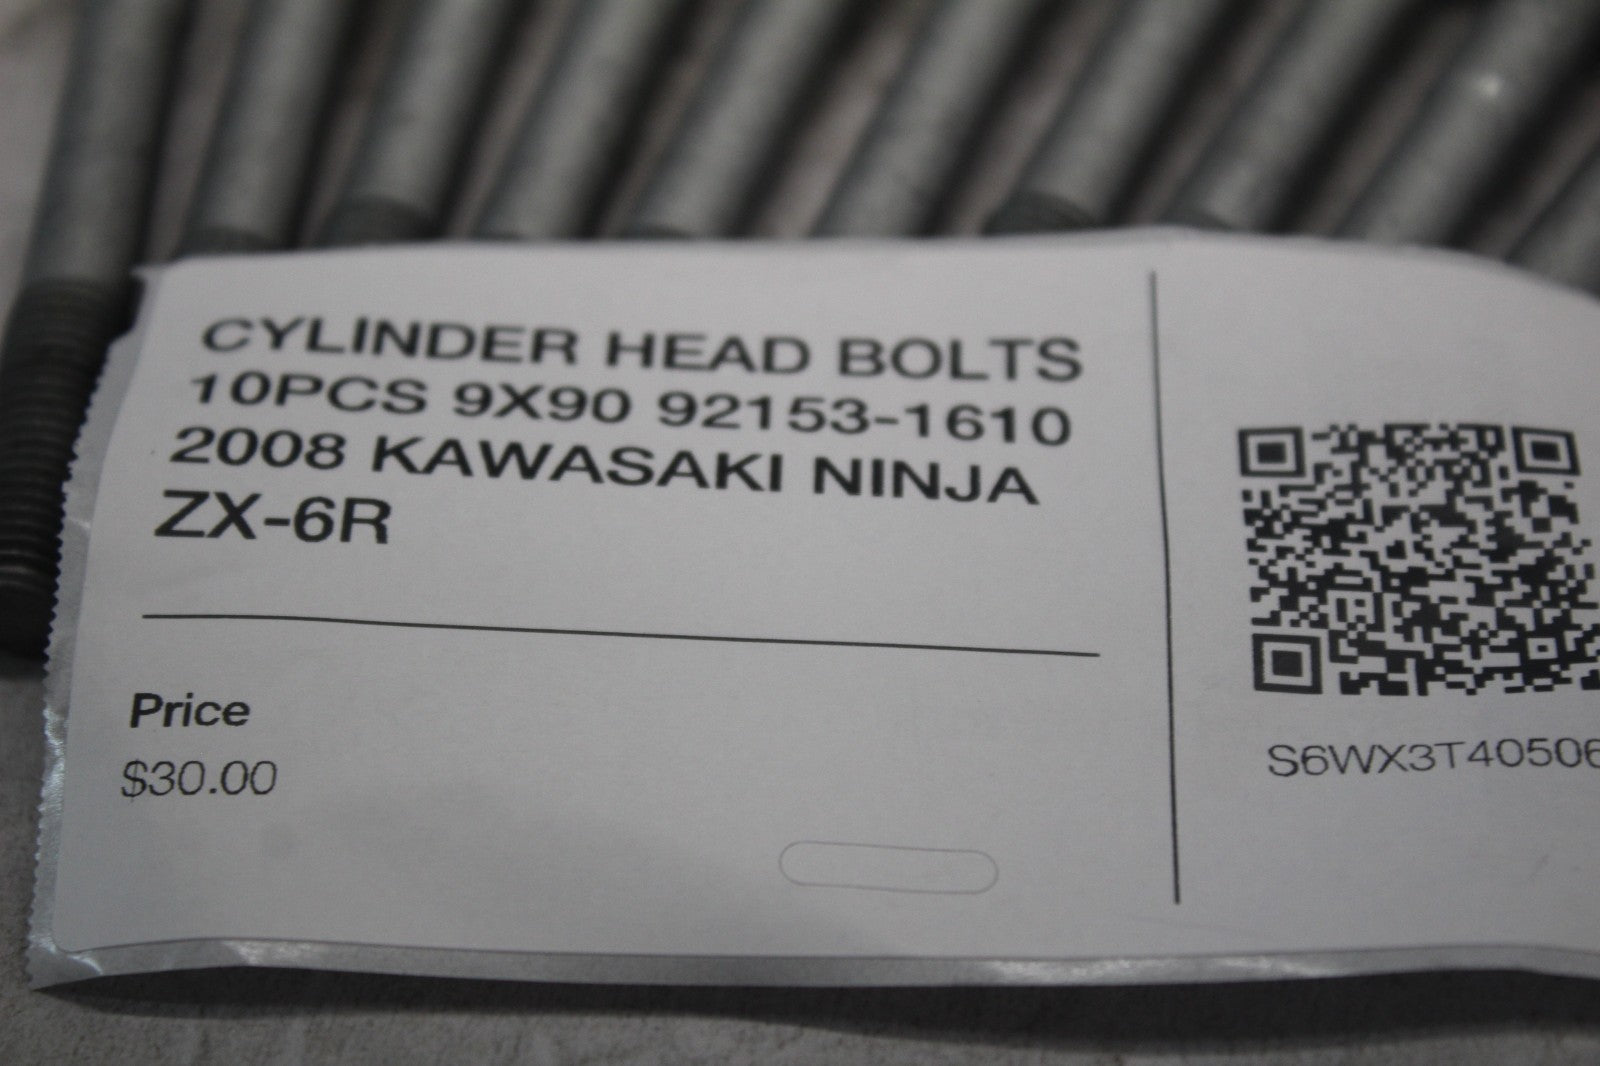 CYLINDER HEAD BOLTS
10PCS 9X90 92153-1610
2008 KAWASAKI NINJA
ZX-6R
Price
$30.00
S6WX3T40506